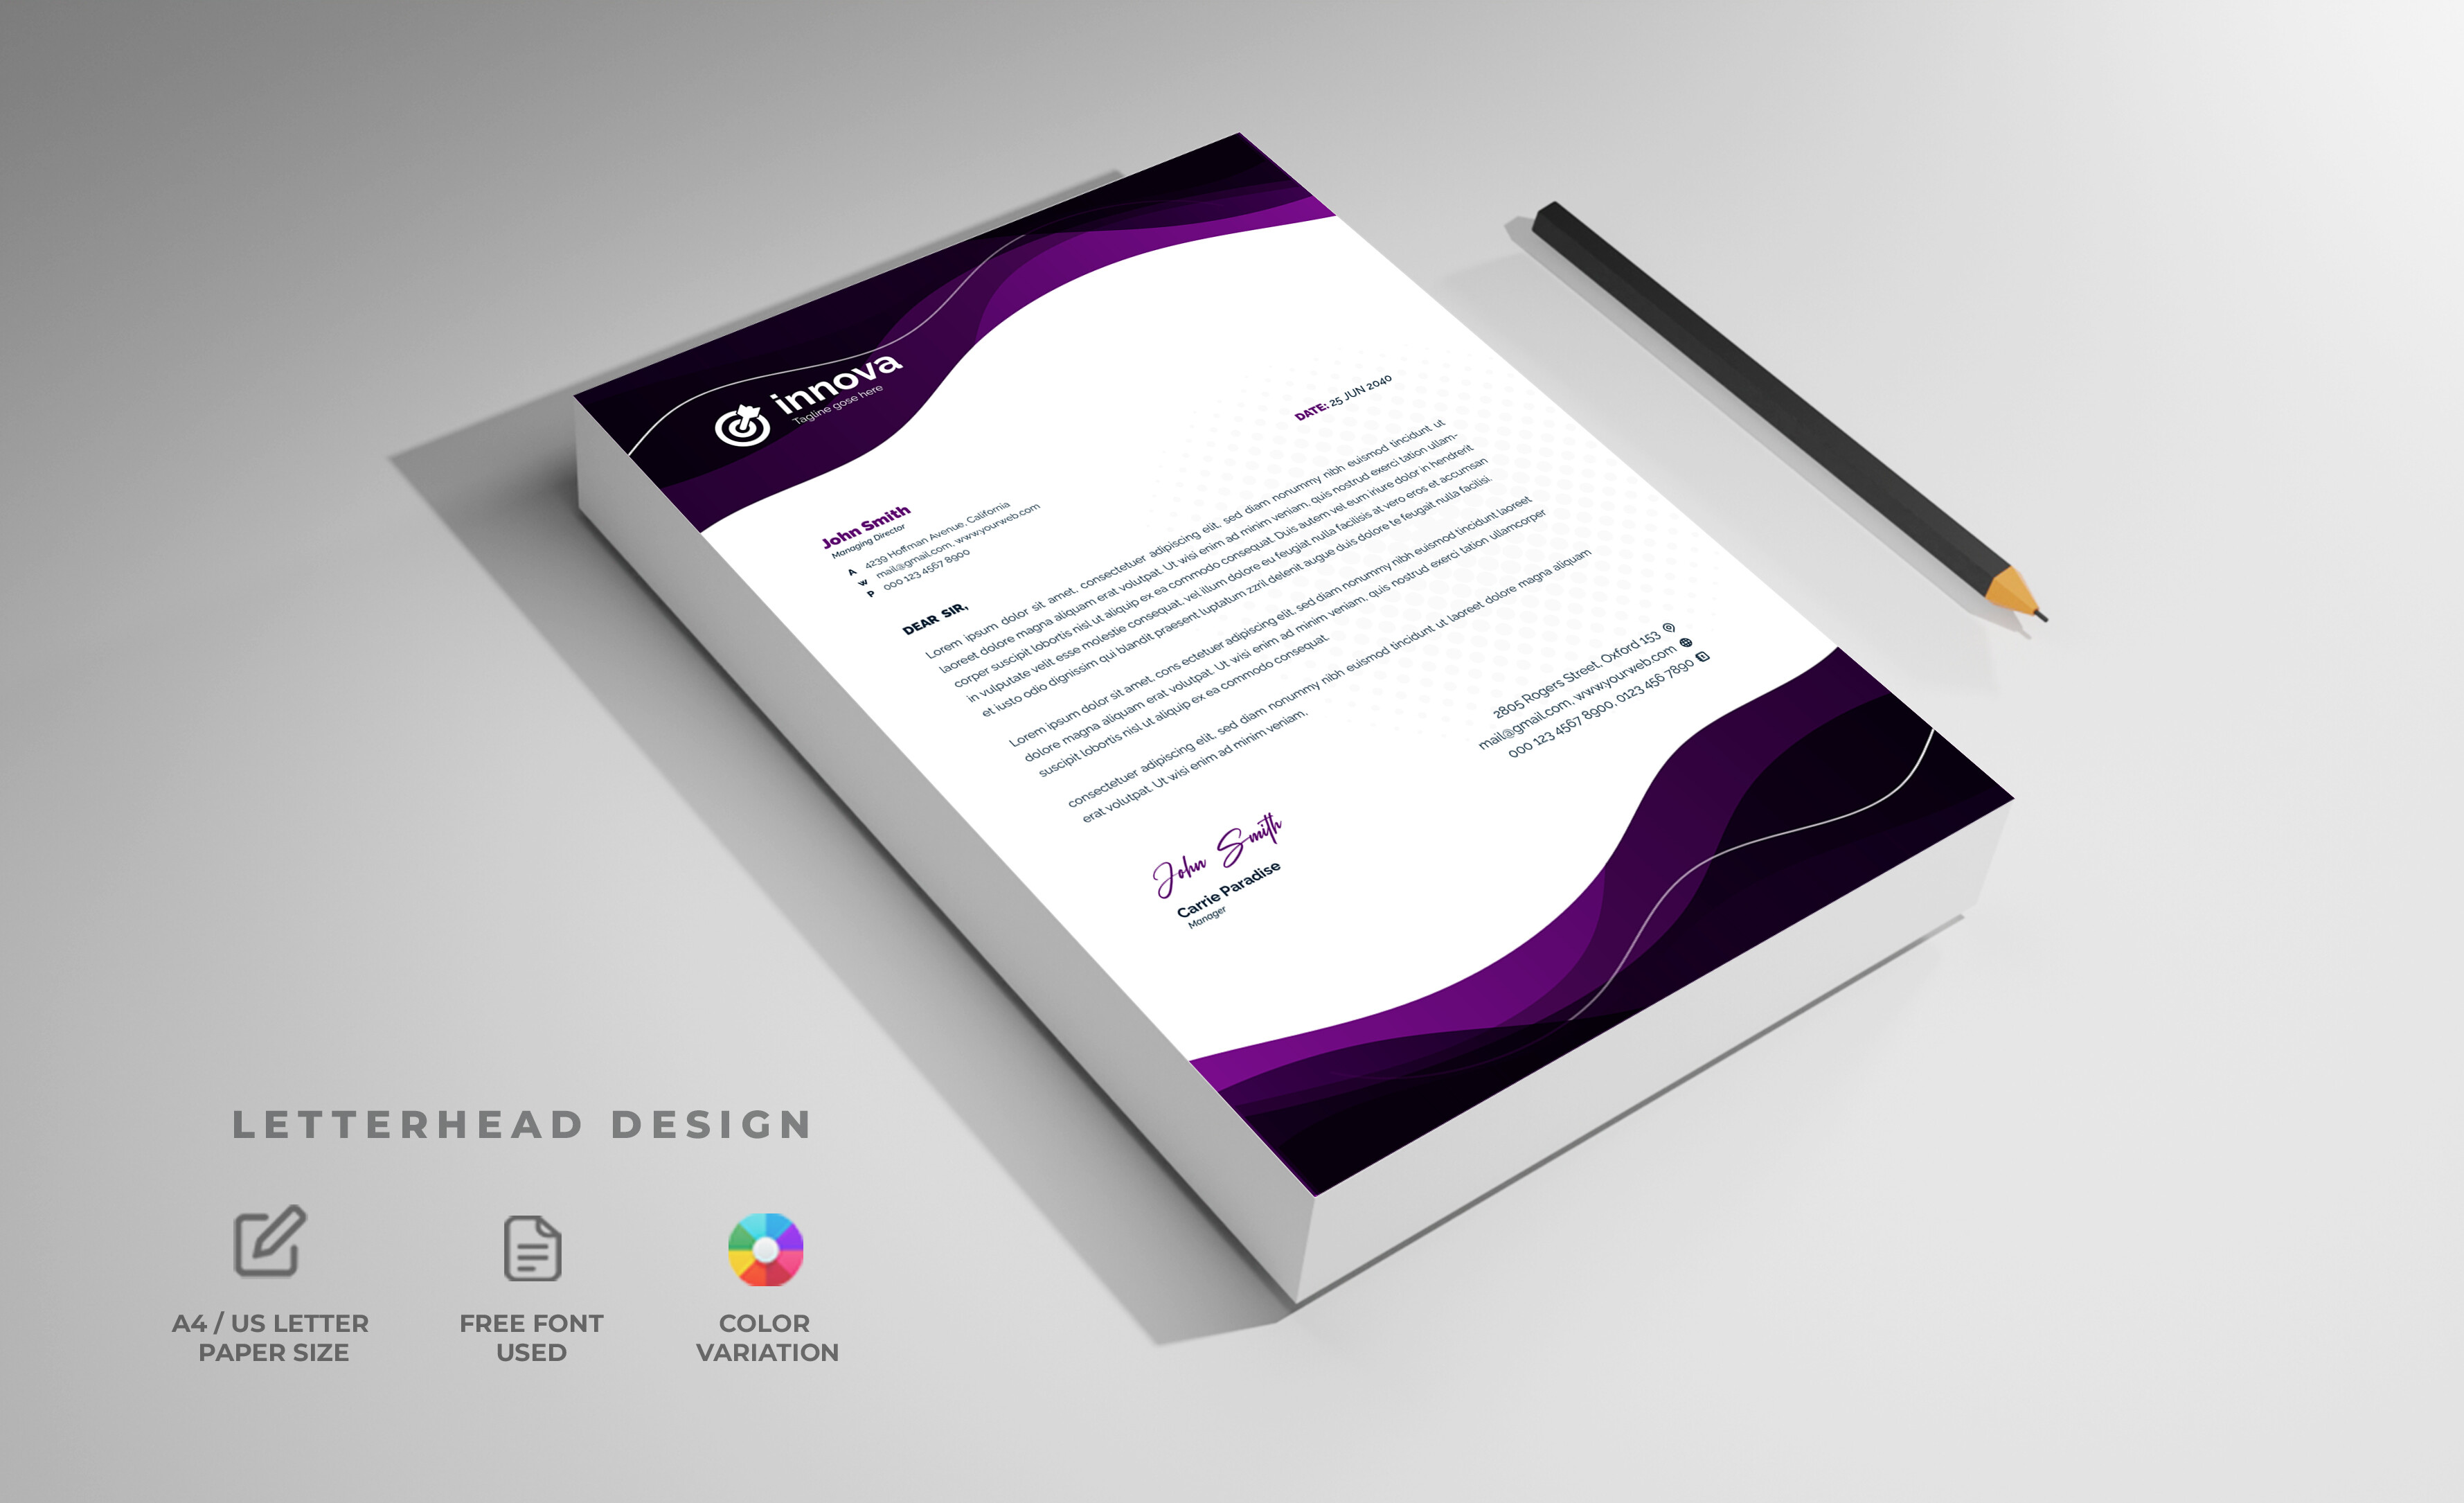 innova
Tagline gose here
DATE: 25 JUN 2040
John Smith
Managing Director
A 4239 Hoffman Avenue, California
W mail@gmail.com, www.yourweb.com
P 000 123 4567 8900
DEAR SIR,
Lorem ipsum dolor sit amet, consectetuer adipiscing elit, sed diam nonummy nibh euismod tincidunt ut
laoreet dolore magna aliquam erat volutpat. Ut wisi enim ad minim veniam, quis nostrud exerci tation ullam-
corper suscipit lobortis nisl ut aliquip ex ea commodo consequat. Duis autem vel eum iriure dolor in hendrerit
in vulputate velit esse molestie consequat, vel illum dolore eu feugiat nulla facilisis at vero eros et accumsan
et iusto odio dignissim qui blandit praesent luptatum zzril delenit augue duis dolore te feugait nulla facilisi.
Lorem ipsum dolor sit amet, cons ectetuer adipiscing elit, sed diam nonummy nibh euismod tincidunt laoreet
dolore magna aliquam erat volutpat. Ut wisi enim ad minim veniam, quis nostrud exerci tation ullamcorper
suscipit lobortis nisl ut aliquip ex ea commodo consequat.
consectetuer adipiscing elit, sed diam nonummy nibh euismod tincidunt ut laoreet dolore magna aliquam
erat volutpat. Ut wisi enim ad minim veniam.
John Smith
Carrie Paradise
Manager
2805 Rogers Street, Oxford 153
mail@gmail.com, www.yourweb.com
000 123 4567 8900, 0123 456 7890
LETTERHEAD DESIGN
A4 / US LETTER
PAPER SIZE
FREE FONT
USED
COLOR
VARIATION